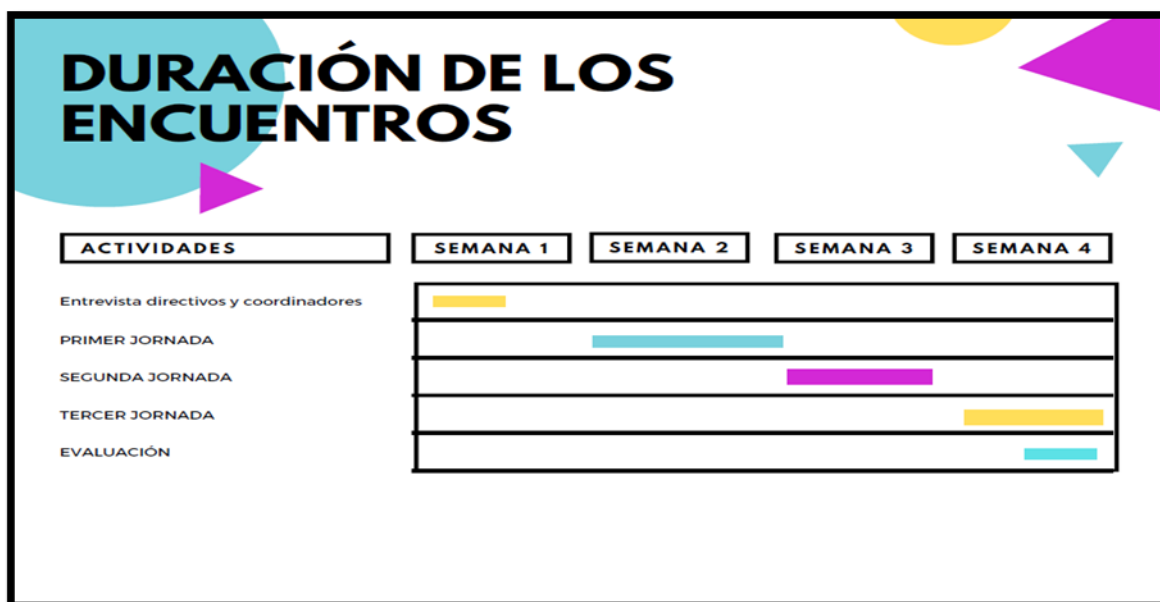 DURACIÓN DE LOS
ENCUENTROS
ACTIVIDADES
SEMANA 1
SEMANA 2
SEMANA 3
SEMANA 4
Entrevista directivos y coordinadores
PRIMER JORNADA
SEGUNDA JORNADA
TERCER JORNADA
EVALUACIÓN